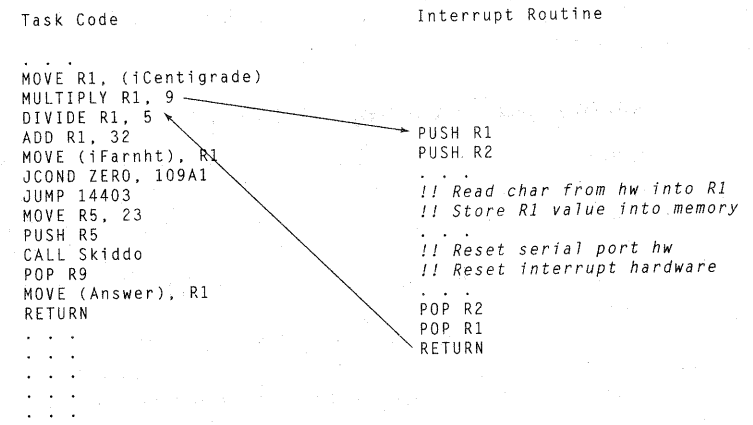 Task Code
. . .
MOVE R1, (iCentigrade)
MULTIPLY R1, 9
DIVIDE R1, 5
ADD R1, 32
MOVE (iFarnht), R1
JCOND ZERO, 109A1
JUMP 14403
MOVE R5, 23
PUSH R5
CALL Skiddo
POP R9
MOVE (Answer), R1
RETURN
. . .
. . .
. . .
. . .
. . .
Interrupt Routine
PUSH R1
PUSH R2
. . .
!! Read char from hw into R1
!! Store R1 value into memory
. . .
!! Reset serial port hw
!! Reset interrupt hardware
. . .
POP R2
POP R1
RETURN